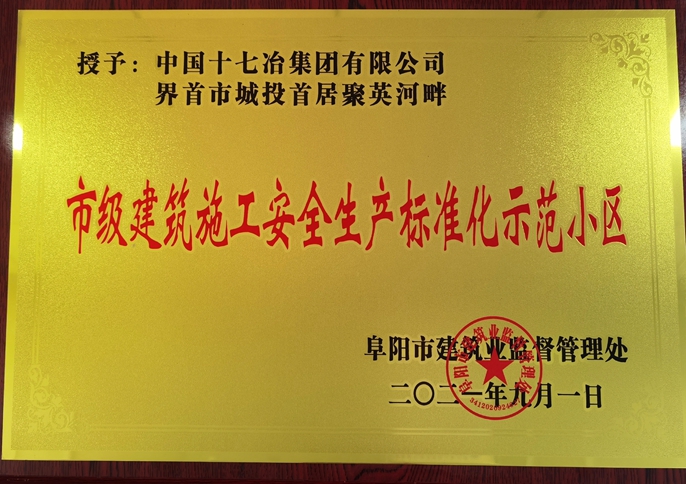 授予：中国十七冶集团有限公司
界首市城投首居聚英河畔
市级建筑施工安全生产标准化示范小区
阜阳市建筑业监督管理处
二〇二一年九月一日